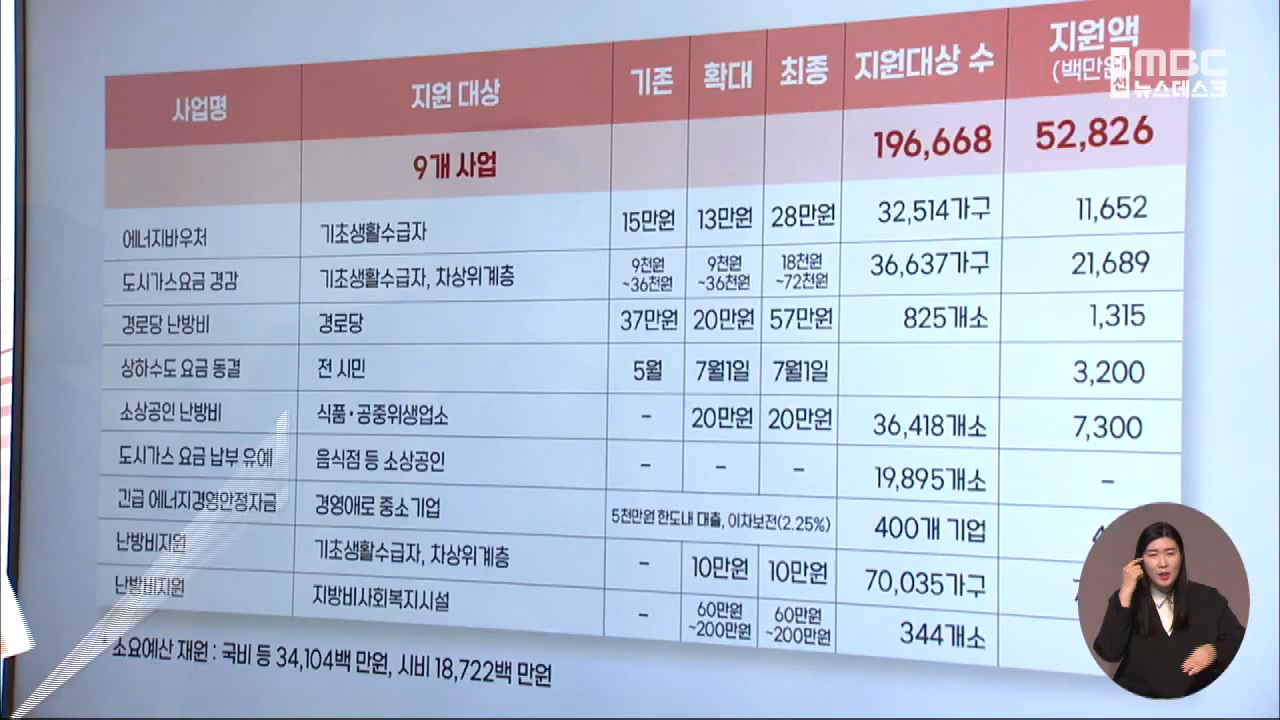 사업명 지원 대상 기존 확대 최종 지원대상 수 지원액
MBC
뉴스데스크
9개 사업 196,668 52,826
에너지바우처 기초생활수급자 15만원 13만원 28만원 32,514가구 11,652
도시가스요금 경감 기초생활수급자, 차상위계층 9천원 ~36천원 9천원 ~36천원 18천원 ~72천원 36,637가구 21,689
경로당 난방비 경로당 37만원 20만원 57만원 825개소 1,315
상하수도 요금 동결 전 시민 5월 7월1일 7월1일 3,200
소상공인 난방비 식품·공중위생업소 - 20만원 20만원 36,418개소 7,300
도시가스 요금 납부 유예 음식점 등 소상공인 - - - 19,895개소 -
긴급 에너지경영안정자금 경영애로 중소기업 5천만원 한도내 대출, 이차보전(2.25%) 400개 기업
난방비지원 기초생활수급자, 차상위계층 - 10만원 10만원 70,035가구
난방비지원 지방비사회복지시설 - 60만원 ~200만원 60만원 ~200만원 344개소
소요예산 재원 : 국비 등 34,104백 만원, 시비 18,722백 만원